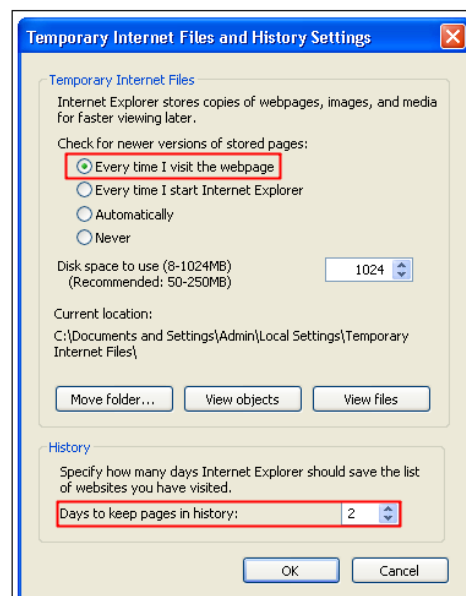 Temporary Internet Files and History Settings
Temporary Internet Files
Internet Explorer stores copies of webpages, images, and media
for faster viewing later.
Check for newer versions of stored pages:
Every time I visit the webpage
Every time I start Internet Explorer
Automatically
Never
Disk space to use (8-1024MB) 1024
(Recommended: 50-250MB)
Current location:
C:\Documents and Settings\Admin\Local Settings\Temporary
Internet Files\
Move folder... View objects View files
History
Specify how many days Internet Explorer should save the list
of websites you have visited.
Days to keep pages in history: 2
OK Cancel